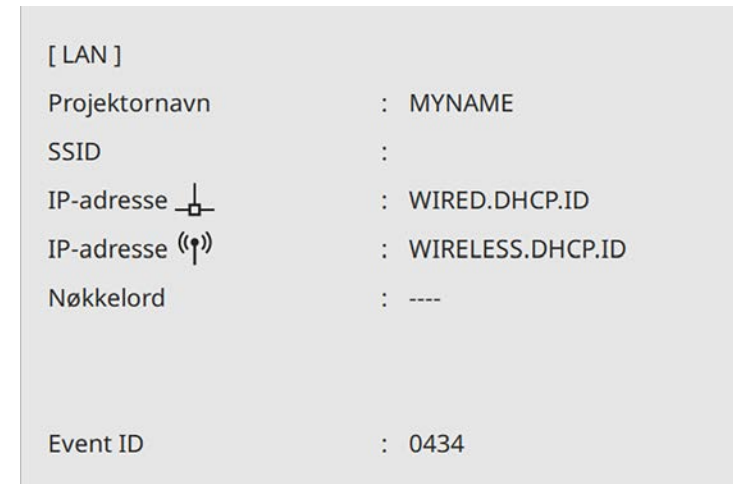 [ LAN ]
Projektornavn : MYNAME
SSID :
IP-adresse : WIRED.DHCP.ID
IP-adresse : WIRELESS.DHCP.ID
Nøkkelord : ----
Event ID : 0434